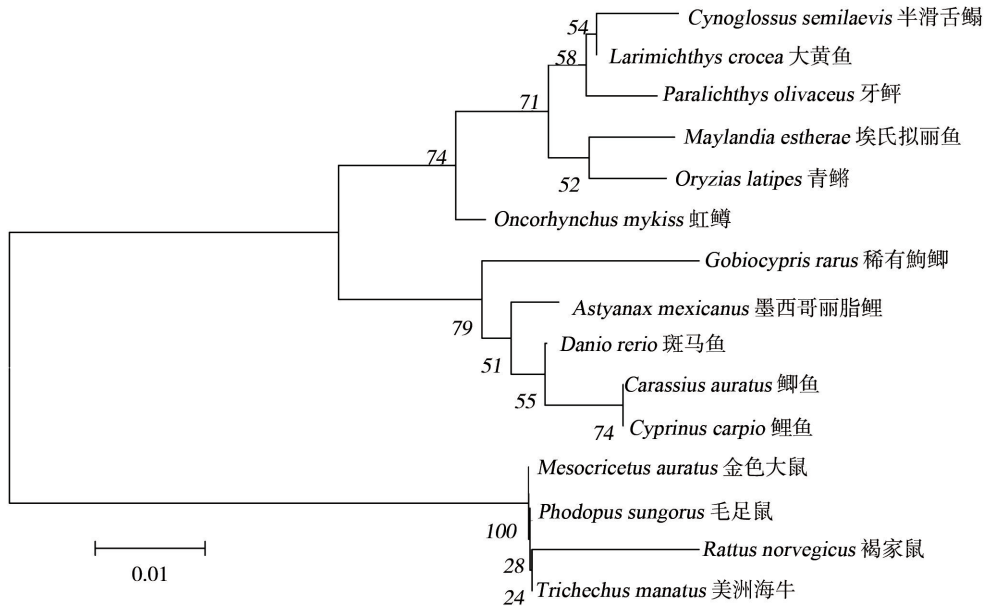 Cynoglossus semilaevis 半滑舌鳎
54
Larimichthys crocea 大黄鱼
58
Paralichthys olivaceus 牙鲆
71
Maylandia estherae 埃氏拟丽鱼
74
52
Oryzias latipes 青鳉
Oncorhynchus mykiss 虹鳟
Gobiocypris rarus 稀有鮈鲫
Astyanax mexicanus 墨西哥丽脂鲤
79
Danio rerio 斑马鱼
51
Carassius auratus 鲫鱼
55
Cyprinus carpio 鲤鱼
74
Mesocricetus auratus 金色大鼠
Phodopus sungorus 毛足鼠
100
Rattus norvegicus 褐家鼠
28
Trichechus manatus 美洲海牛
24
0.01